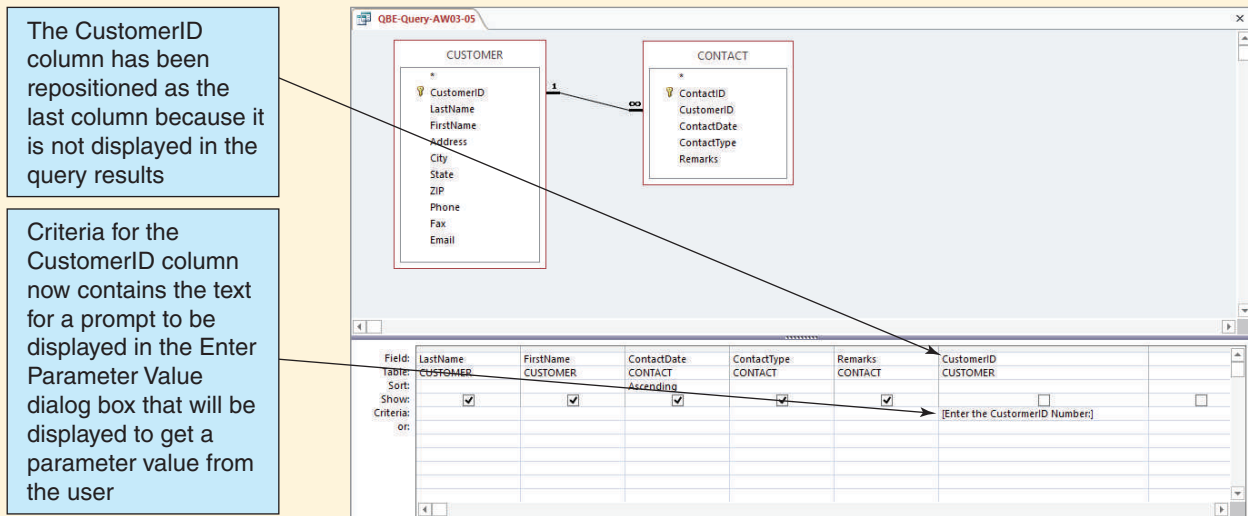 The CustomerID
column has been
repositioned as the
last column because it
is not displayed in the
query results
Criteria for the
CustomerID column
now contains the text
for a prompt to be
displayed in the Enter
Parameter Value
dialog box that will be
displayed to get a
parameter value from
the user
QBE-Query-AW03-05
CUSTOMER
*
CustomerID
LastName
FirstName
Address
City
State
ZIP
Phone
Fax
Email
1
∞
CONTACT
*
ContactID
CustomerID
ContactDate
ContactType
Remarks
Field: LastName FirstName ContactDate ContactType Remarks CustomerID
Table: CUSTOMER CUSTOMER CONTACT CONTACT CONTACT CUSTOMER
Sort: Ascending
Show:
Criteria: [Enter the CustormerID Number:]
or: